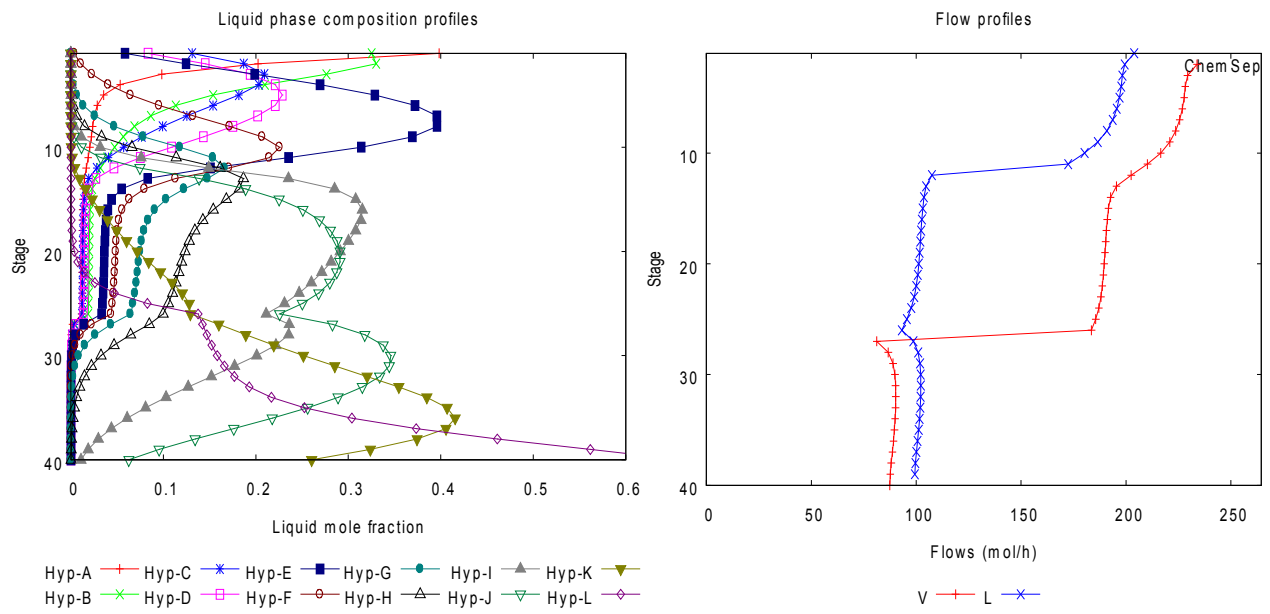 Liquid phase composition profiles
10
20
30
40
Stage
0 0.1 0.2 0.3 0.4 0.5 0.6
Liquid mole fraction
Hyp-A Hyp-C Hyp-E Hyp-G Hyp-I Hyp-K
Hyp-B Hyp-D Hyp-F Hyp-H Hyp-J Hyp-L
Flow profiles
ChemSep
10
20
30
40
Stage
0 50 100 150 200 250
Flows (mol/h)
V L